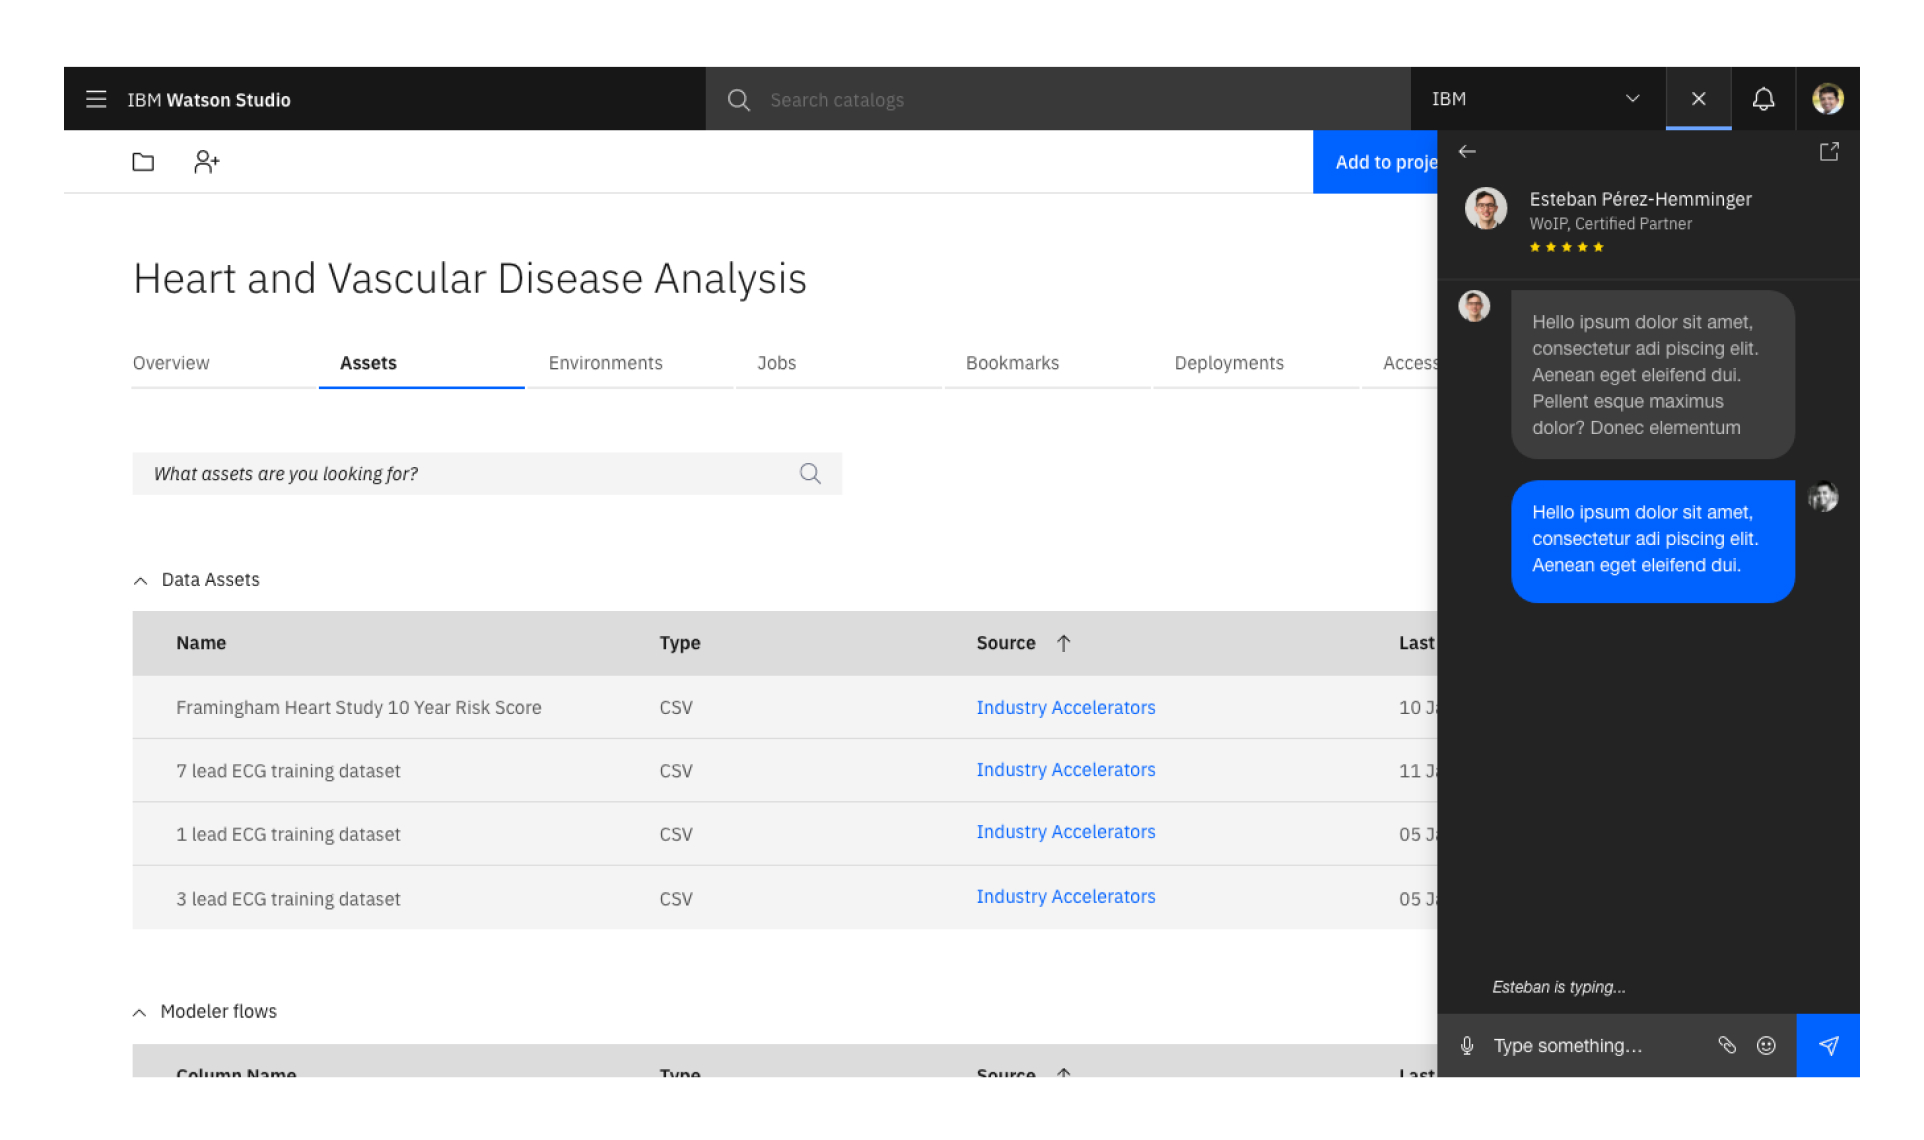 IBM Watson Studio
Search catalogs
IBM
Add to proje
Heart and Vascular Disease Analysis
Overview
Assets
Environments
Jobs
Bookmarks
Deployments
Access
What assets are you looking for?
Data Assets
Name Type Source Last
Framingham Heart Study 10 Year Risk Score CSV Industry Accelerators 10 J
7 lead ECG training dataset CSV Industry Accelerators 11 J
1 lead ECG training dataset CSV Industry Accelerators 05 J
3 lead ECG training dataset CSV Industry Accelerators 05 J
Modeler flows
Column Name Type Source Last
Esteban Pérez-Hemminger
WoIP, Certified Partner
Hello ipsum dolor sit amet,
consectetur adi piscing elit.
Aenean eget eleifend dui.
Pellent esque maximus
dolor? Donec elementum
Hello ipsum dolor sit amet,
consectetur adi piscing elit.
Aenean eget eleifend dui.
Esteban is typing...
Type something...